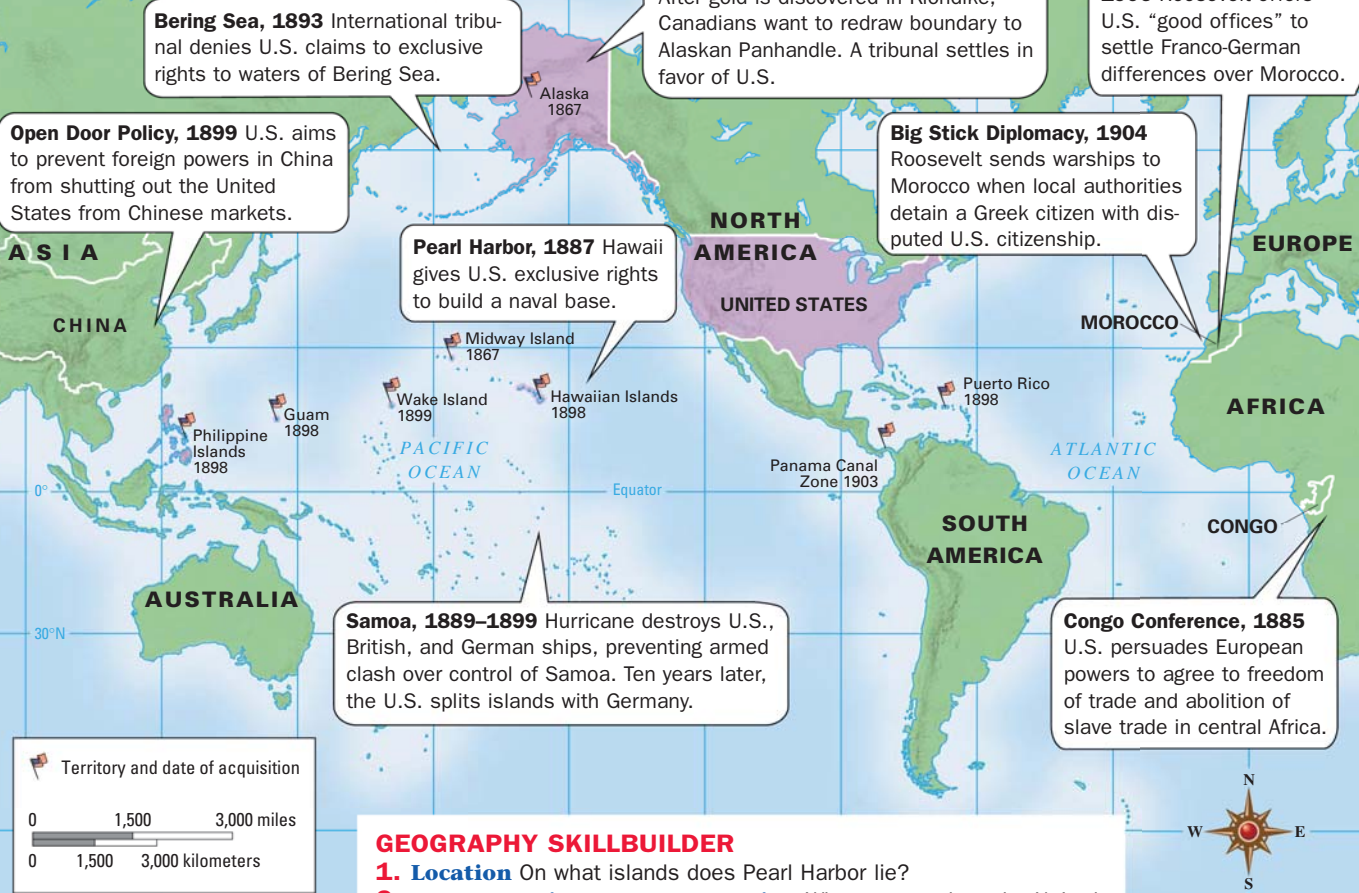 After gold is discovered in Klondike,
Canadians want to redraw boundary to
Alaskan Panhandle. A tribunal settles in
favor of U.S.
U.S. “good offices” to
settle Franco-German
differences over Morocco.
Bering Sea, 1893 International tribu-
nal denies U.S. claims to exclusive
rights to waters of Bering Sea.
Alaska
1867
Open Door Policy, 1899 U.S. aims
to prevent foreign powers in China
from shutting out the United
States from Chinese markets.
Big Stick Diplomacy, 1904
Roosevelt sends warships to
Morocco when local authorities
detain a Greek citizen with dis-
puted U.S. citizenship.
Pearl Harbor, 1887 Hawaii
gives U.S. exclusive rights
to build a naval base.
ASIA
CHINA
NORTH
AMERICA
UNITED STATES
EUROPE
MOROCCO
AFRICA
Midway Island
1867
Wake Island
1899
Hawaiian Islands
1898
Guam
1898
Philippine
Islands
1898
PACIFIC
OCEAN
Puerto Rico
1898
Panama Canal
Zone 1903
ATLANTIC
OCEAN
0°
Equator
SOUTH
AMERICA
CONGO
AUSTRALIA
30°N
Samoa, 1889–1899 Hurricane destroys U.S.,
British, and German ships, preventing armed
clash over control of Samoa. Ten years later,
the U.S. splits islands with Germany.
Congo Conference, 1885
U.S. persuades European
powers to agree to freedom
of trade and abolition of
slave trade in central Africa.
Territory and date of acquisition
0 1,500 3,000 miles
0 1,500 3,000 kilometers
N
W E
S
GEOGRAPHY SKILLBUILDER
1. Location On what islands does Pearl Harbor lie?